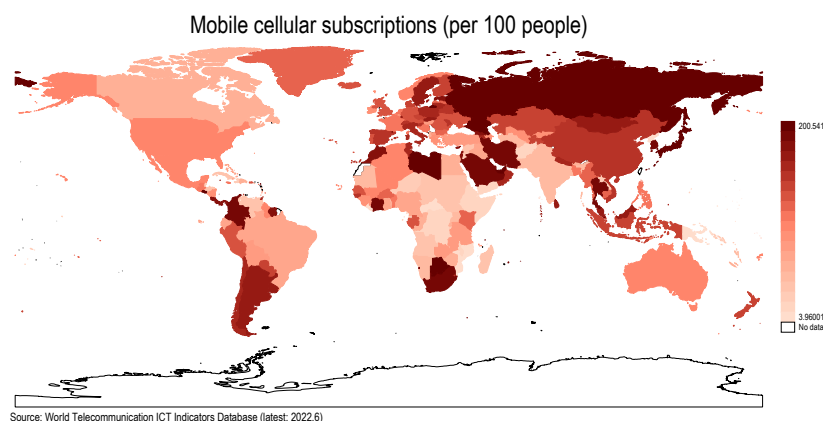 Mobile cellular subscriptions (per 100 people)
200.541
3.96001
No data
Source: World Telecommunication ICT Indicators Database (latest: 2022.6)